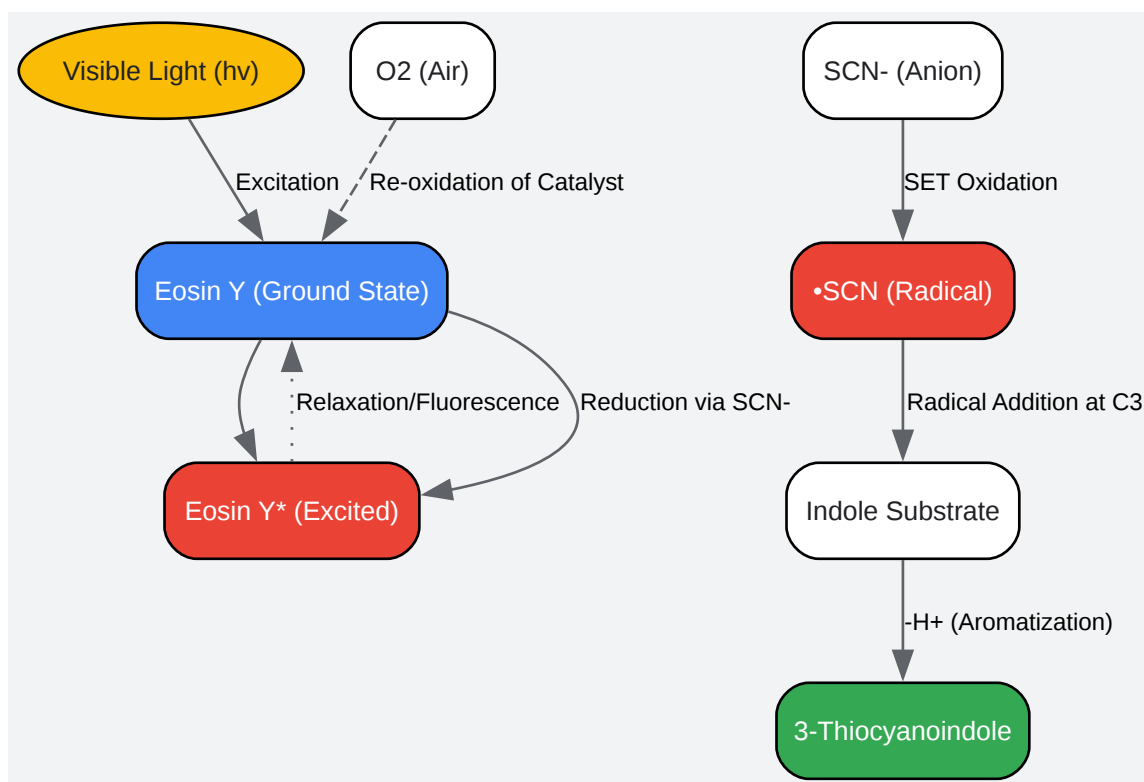 Visible Light (hv)
O2 (Air)
SCN- (Anion)
Excitation
Re-oxidation of Catalyst
SET Oxidation
Eosin Y (Ground State)
•SCN (Radical)
Relaxation/Fluorescence
Reduction via SCN-
Radical Addition at C3
Eosin Y* (Excited)
Indole Substrate
-H+ (Aromatization)
3-Thiocyanoindole